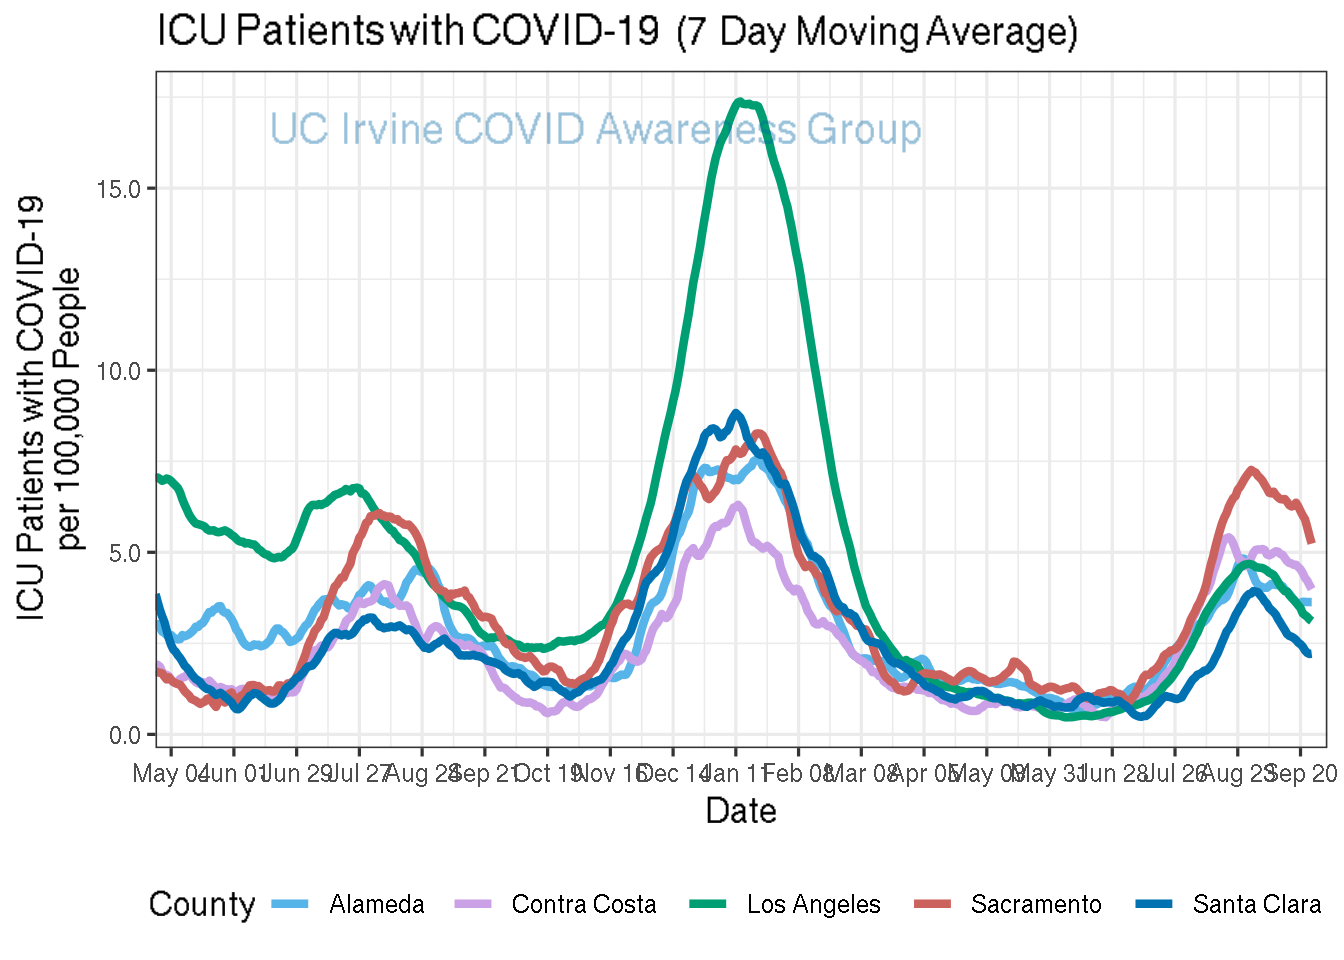 ICU Patients with COVID-19 (7 Day Moving Average)
UC Irvine COVID Awareness Group
ICU Patients with COVID-19
per 100,000 People
15.0
10.0
5.0
0.0
May 04 Jun 01 Jun 29 Jul 27 Aug 24 Sep 21 Oct 19 Nov 16 Dec 14 Jan 11 Feb 08 Mar 08 Apr 05 May 03 May 31 Jun 28 Jul 26 Aug 23 Sep 20
Date
County Alameda Contra Costa Los Angeles Sacramento Santa Clara